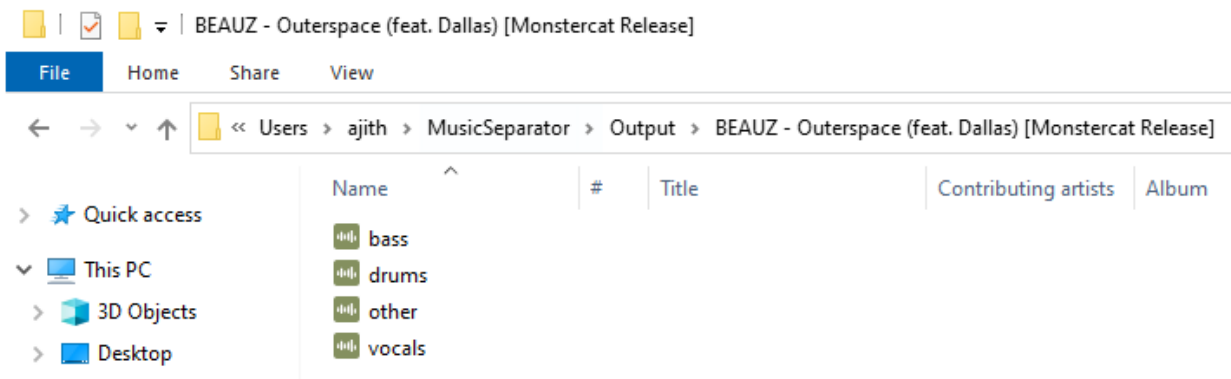 BEAUZ - Outerspace (feat. Dallas) [Monstercat Release]
File Home Share View
« Users > ajith > MusicSeparator > Output > BEAUZ - Outerspace (feat. Dallas) [Monstercat Release]
Name # Title Contributing artists Album
Quick access
bass
This PC
drums
3D Objects
other
Desktop
vocals